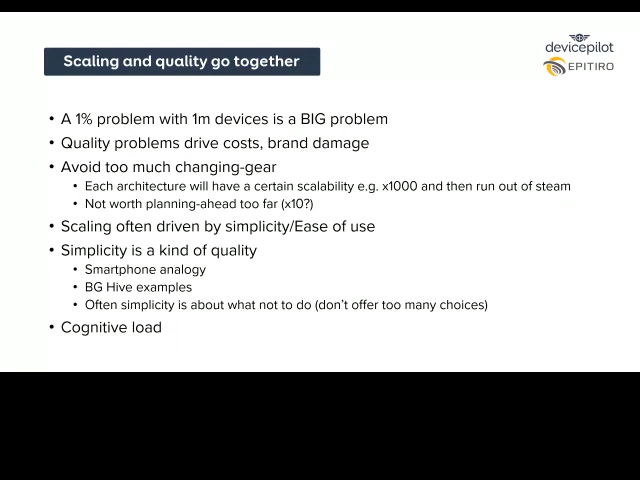 Scaling and quality go together
devicepilot
EPITIRO
• A 1% problem with 1m devices is a BIG problem
• Quality problems drive costs, brand damage
• Avoid too much changing-gear
• Each architecture will have a certain scalability e.g. x1000 and then run out of steam
• Not worth planning-ahead too far (x10?)
• Scaling often driven by simplicity/Ease of use
• Simplicity is a kind of quality
• Smartphone analogy
• BG Hive examples
• Often simplicity is about what not to do (don't offer too many choices)
• Cognitive load